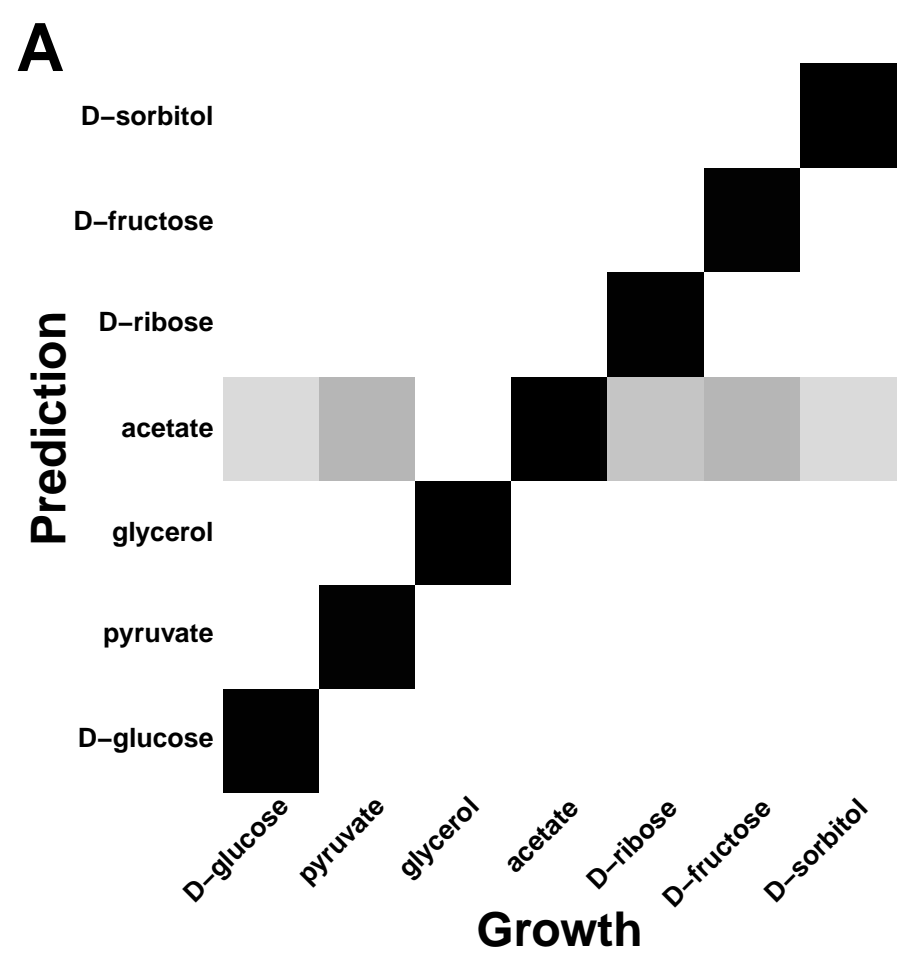 A
D–sorbitol
D–fructose
D–ribose
acetate
glycerol
pyruvate
D–glucose
Prediction
D–glucose
pyruvate
glycerol
acetate
D–ribose
D–fructose
D–sorbitol
Growth